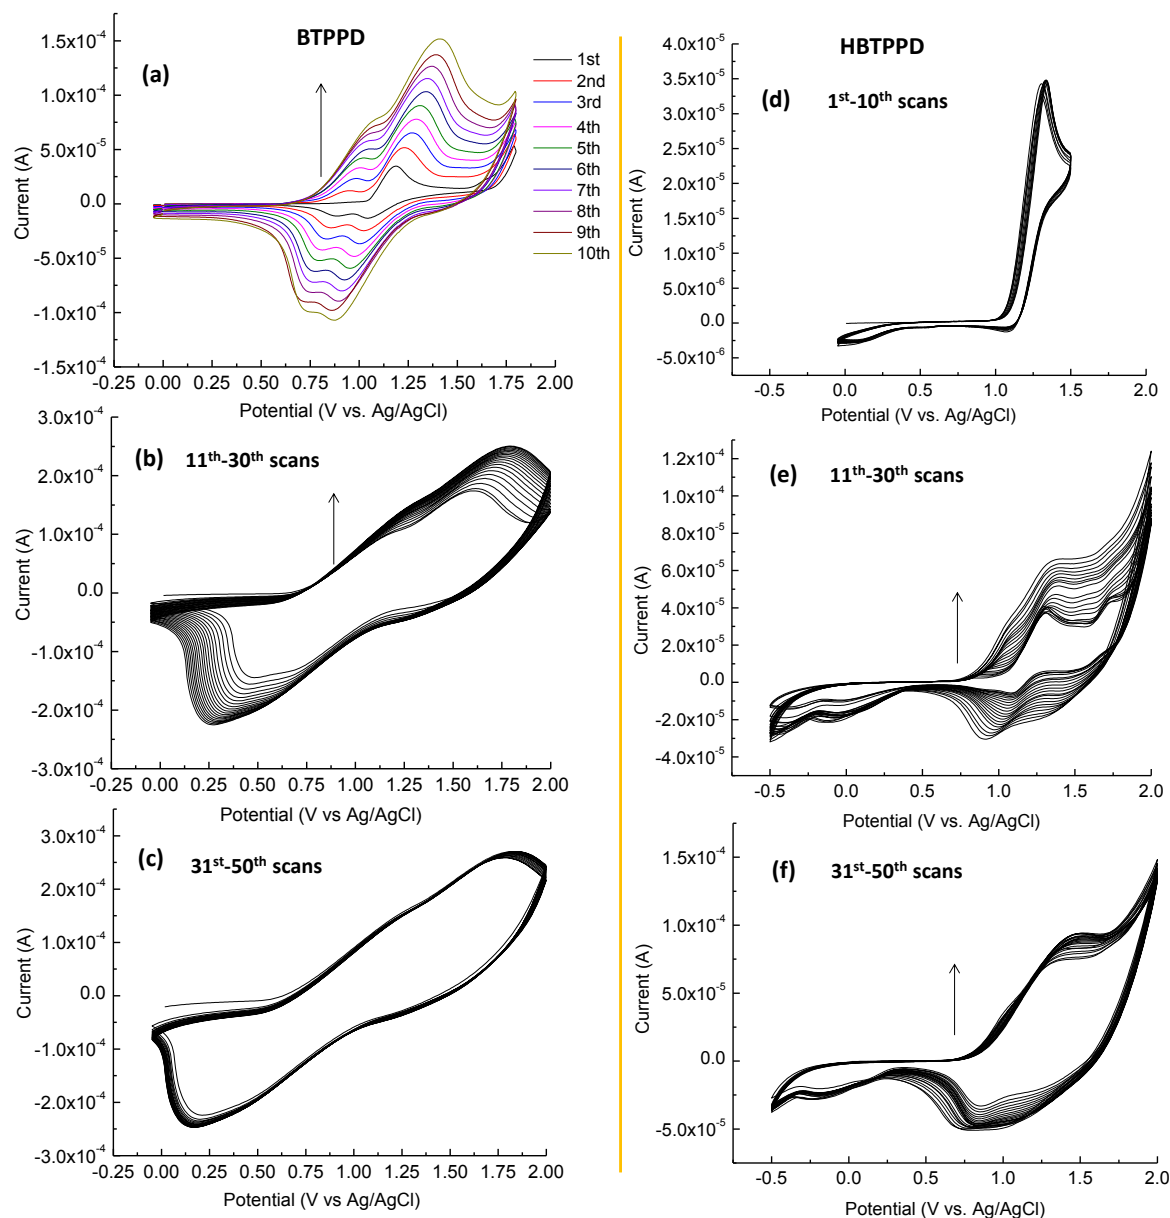 BTPPD
(a)
1st
2nd
3rd
4th
5th
6th
7th
8th
9th
10th
1.5x10⁻⁴
1.0x10⁻⁴
5.0x10⁻⁵
0.0
-5.0x10⁻⁵
-1.0x10⁻⁴
-1.5x10⁻⁴
Current (A)
-0.25 0.00 0.25 0.50 0.75 1.00 1.25 1.50 1.75 2.00
Potential (V vs. Ag/AgCl)
(b) 11ᵗʰ-30ᵗʰ scans
3.0x10⁻⁴
2.0x10⁻⁴
1.0x10⁻⁴
0.0
-1.0x10⁻⁴
-2.0x10⁻⁴
-3.0x10⁻⁴
Current (A)
-0.25 0.00 0.25 0.50 0.75 1.00 1.25 1.50 1.75 2.00
Potential (V vs Ag/AgCl)
(c) 31ˢᵗ-50ᵗʰ scans
3.0x10⁻⁴
2.0x10⁻⁴
1.0x10⁻⁴
0.0
-1.0x10⁻⁴
-2.0x10⁻⁴
-3.0x10⁻⁴
Current (A)
-0.25 0.00 0.25 0.50 0.75 1.00 1.25 1.50 1.75 2.00
Potential (V vs Ag/AgCl)
HBTPPD
(d)
1ˢᵗ-10ᵗʰ scans
4.0x10⁻⁵
3.5x10⁻⁵
3.0x10⁻⁵
2.5x10⁻⁵
2.0x10⁻⁵
1.5x10⁻⁵
1.0x10⁻⁵
5.0x10⁻⁶
0.0
-5.0x10⁻⁶
Current (A)
-0.5 0.0 0.5 1.0 1.5 2.0
Potential (V vs. Ag/AgCl)
(e) 11ᵗʰ-30ᵗʰ scans
1.2x10⁻⁴
1.0x10⁻⁴
8.0x10⁻⁵
6.0x10⁻⁵
4.0x10⁻⁵
2.0x10⁻⁵
0.0
-2.0x10⁻⁵
-4.0x10⁻⁵
Current (A)
-0.5 0.0 0.5 1.0 1.5 2.0
Potential (V vs. Ag/AgCl)
(f) 31ˢᵗ-50ᵗʰ scans
1.5x10⁻⁴
1.0x10⁻⁴
5.0x10⁻⁵
0.0
-5.0x10⁻⁵
Current (A)
-0.5 0.0 0.5 1.0 1.5 2.0
Potential (V vs. Ag/AgCl)